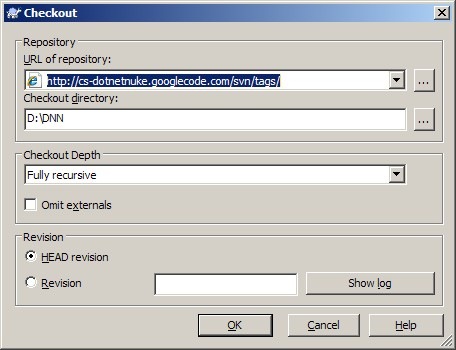 Checkout
Repository
URL of repository:
http://cs-dotnetnuke.googlecode.com/svn/tags/
...
Checkout directory:
D:\DNN
...
Checkout Depth
Fully recursive
Omit externals
Revision
HEAD revision
Revision
Show log
OK
Cancel
Help